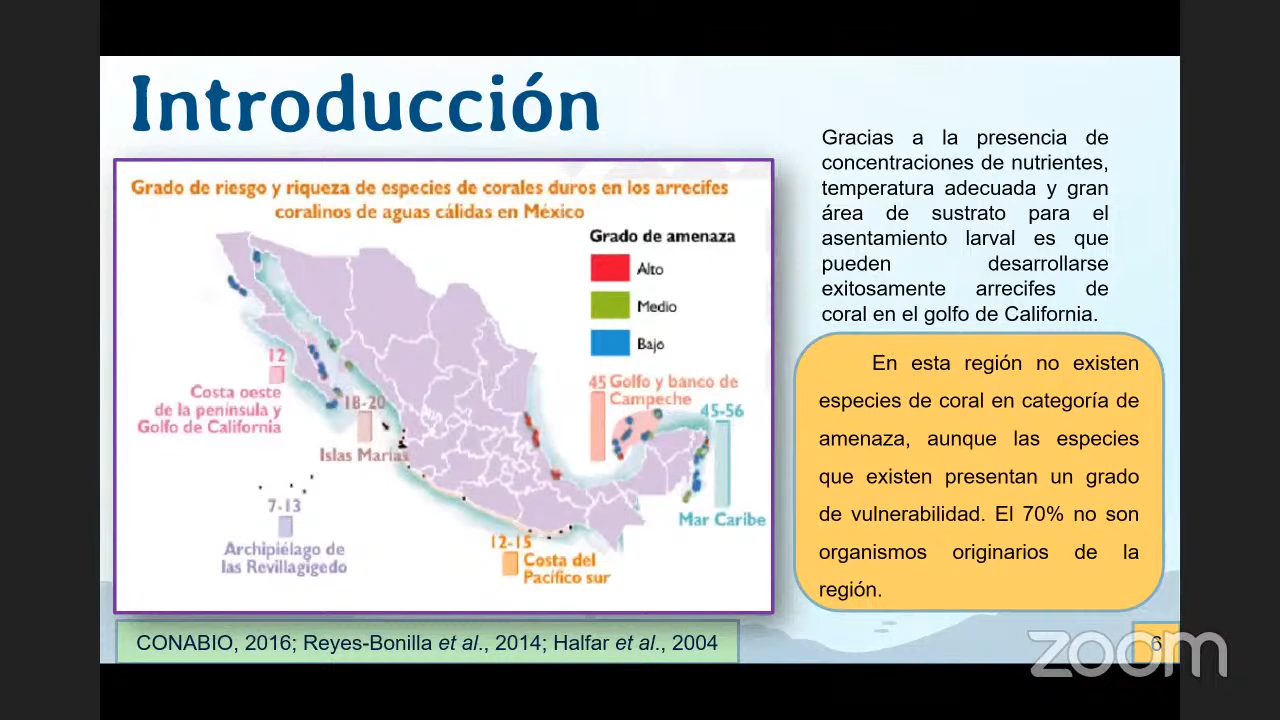 Introducción
Grado de riesgo y riqueza de especies de corales duros en los arrecifes
coralinos de aguas cálidas en México
Grado de amenaza
Alto
Medio
Bajo
12
Costa oeste
de la península y
Golfo de California
18-20
Islas Marías
7-13
Archipiélago de
las Revillagigedo
12-15
Costa del
Pacífico sur
45 Golfo y banco de
Campeche
45-56
Mar Caribe
Gracias a la presencia de
concentraciones de nutrientes,
temperatura adecuada y gran
área de sustrato para el
asentamiento larval es que
pueden desarrollarse
exitosamente arrecifes de
coral en el golfo de California.
En esta región no existen
especies de coral en categoría de
amenaza, aunque las especies
que existen presentan un grado
de vulnerabilidad. El 70% no son
organismos originarios de la
región.
CONABIO, 2016; Reyes-Bonilla et al., 2014; Halfar et al., 2004
6
zoom